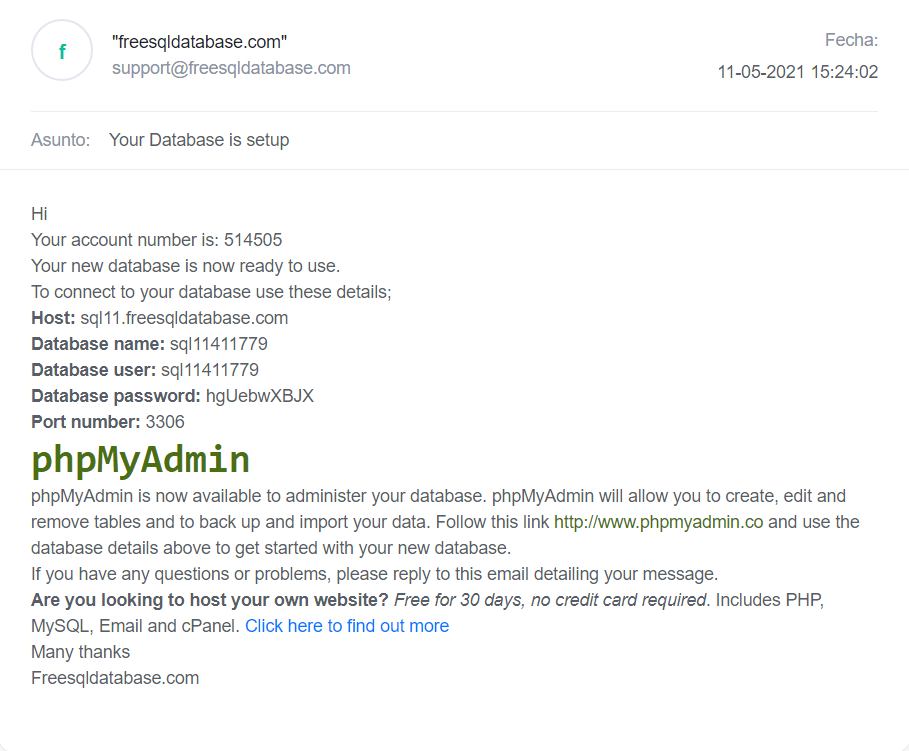 f
"freesqldatabase.com"
support@freesqldatabase.com
Fecha:
11-05-2021 15:24:02
Asunto: Your Database is setup
Hi
Your account number is: 514505
Your new database is now ready to use.
To connect to your database use these details;
Host: sql11.freesqldatabase.com
Database name: sql11411779
Database user: sql11411779
Database password: hgUebwXBJX
Port number: 3306
phpMyAdmin
phpMyAdmin is now available to administer your database. phpMyAdmin will allow you to create, edit and
remove tables and to back up and import your data. Follow this link http://www.phpmyadmin.co and use the
database details above to get started with your new database.
If you have any questions or problems, please reply to this email detailing your message.
Are you looking to host your own website? Free for 30 days, no credit card required. Includes PHP,
MySQL, Email and cPanel. Click here to find out more
Many thanks
Freesqldatabase.com